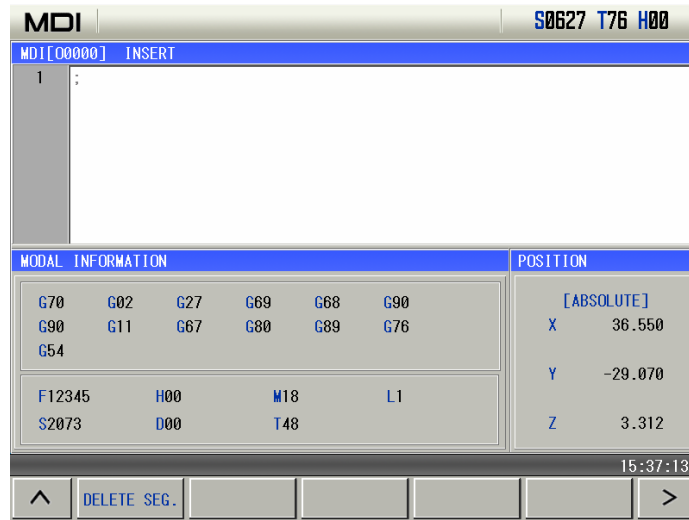 MDI S0627 T76 H00
MDI[O0000] INSERT
1 ;
MODAL INFORMATION POSITION
G70 G02 G27 G69 G68 G90 [ABSOLUTE]
G90 G11 G67 G80 G89 G76 X 36.550
G54
Y -29.070
F12345 H00 M18 L1
S2073 D00 T48 Z 3.312
15:37:13
^ DELETE SEG. >